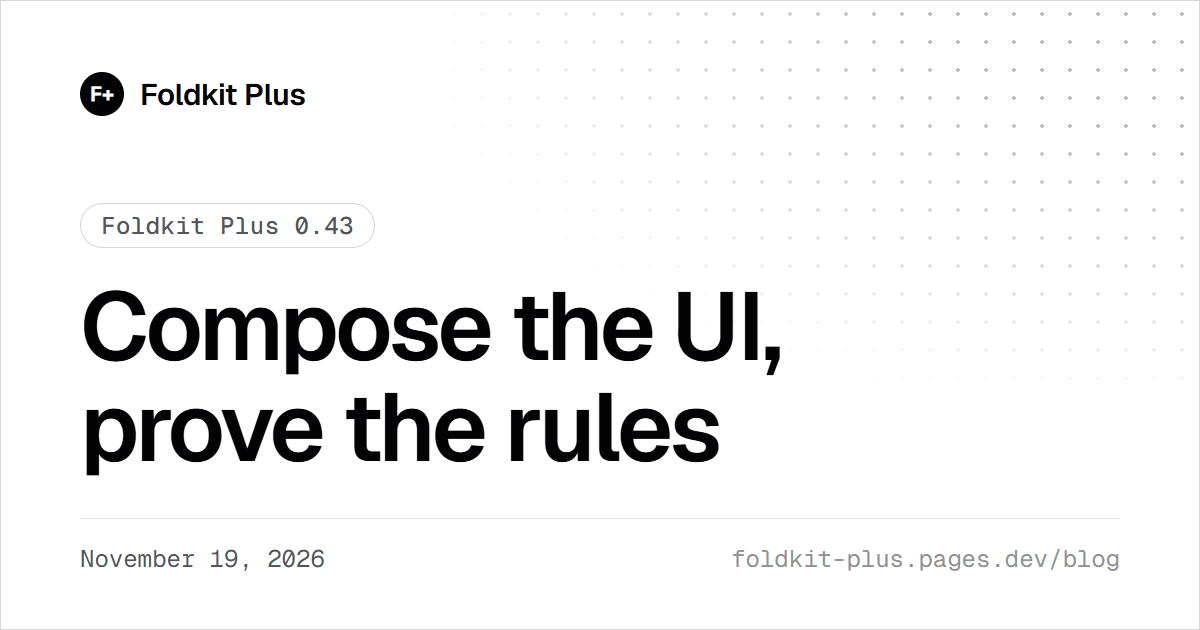 F+ Foldkit Plus
Foldkit Plus 0.43
Compose the UI,
prove the rules
November 19, 2026 foldkit-plus.pages.dev/blog